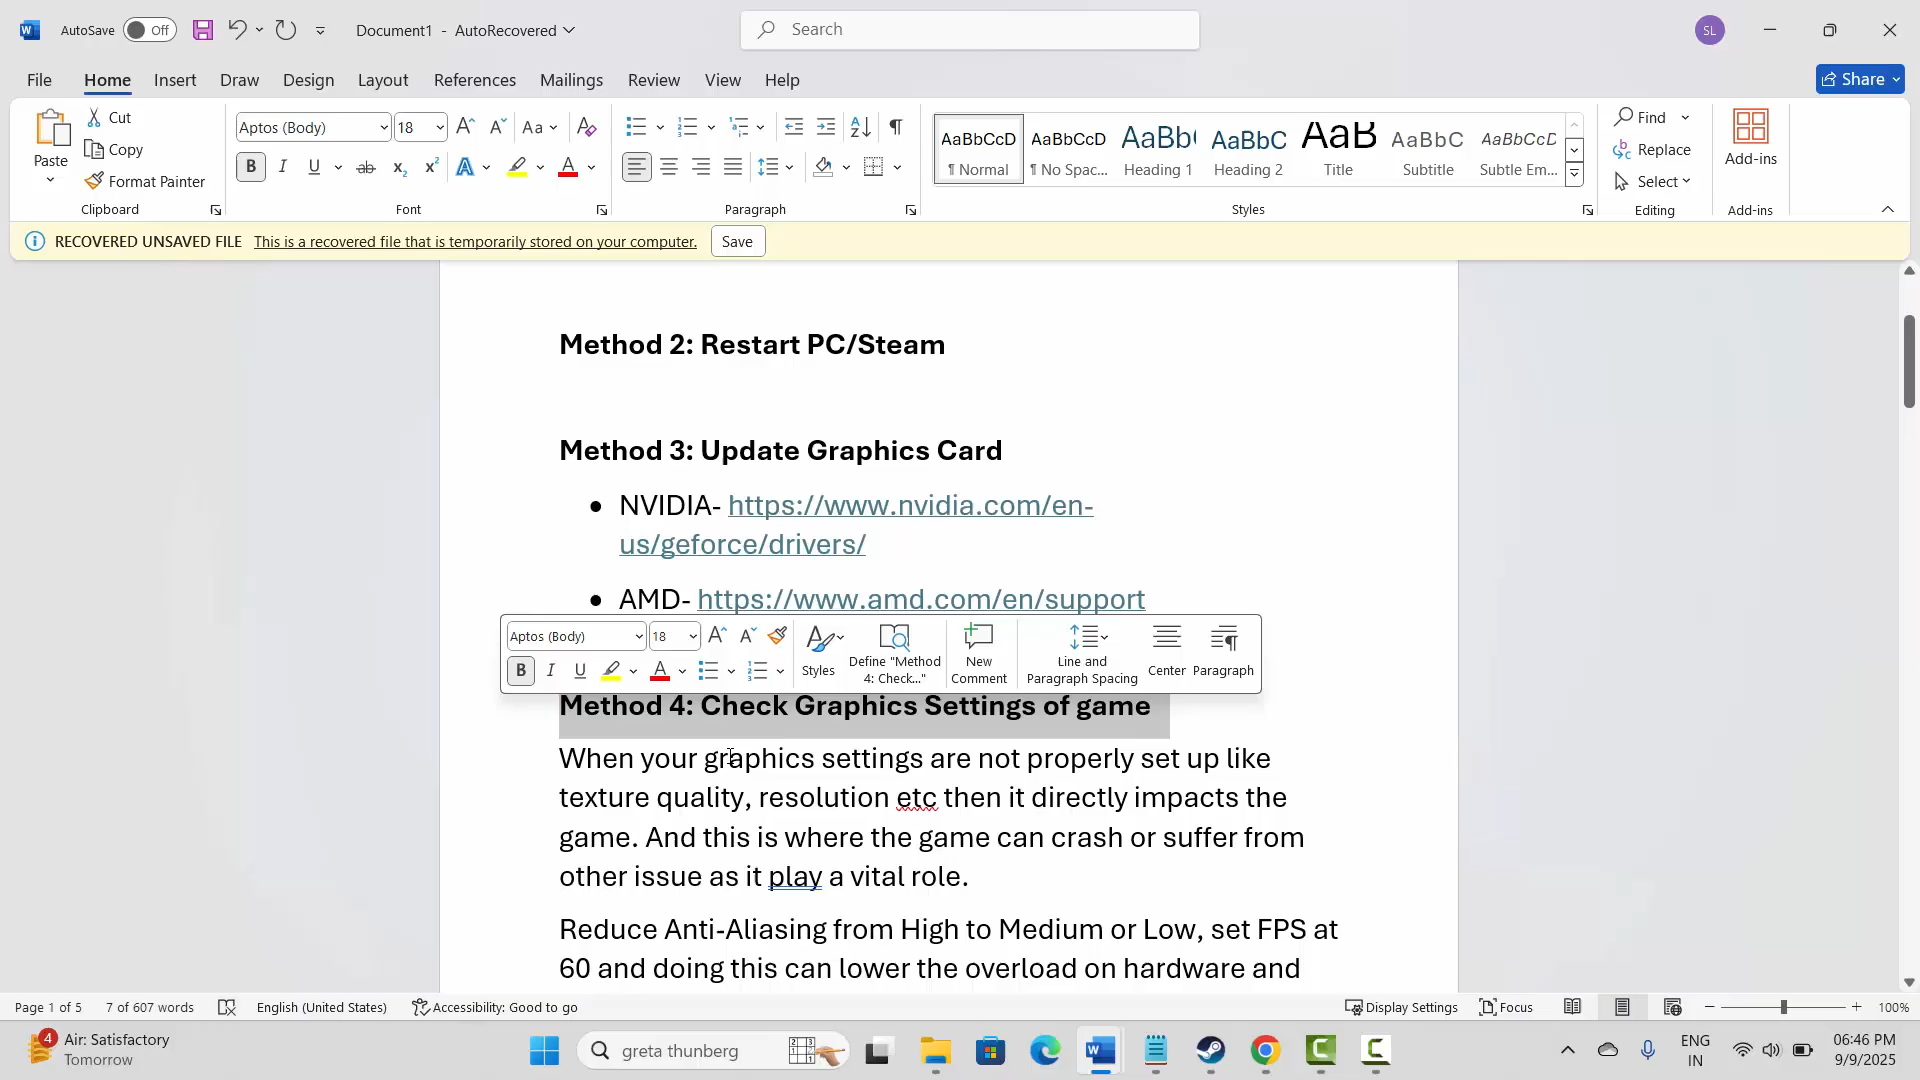 AutoSave Off Document1 - AutoRecovered Search SL
File Home Insert Draw Design Layout References Mailings Review View Help Share
Paste Cut Copy Format Painter Clipboard
Aptos (Body) 18 Aa
B I U ab x₂ x² A A
Font
Paragraph
AaBbCcD AaBbCcD AaBb( AaBbC AaB AaBbC AaBbCcD
¶ Normal ¶ No Spac... Heading 1 Heading 2 Title Subtitle Subtle Em...
Styles
Find
Replace
Select
Editing
Add-ins
Add-ins
RECOVERED UNSAVED FILE This is a recovered file that is temporarily stored on your computer. Save
Method 2: Restart PC/Steam
Method 3: Update Graphics Card
• NVIDIA- https://www.nvidia.com/en-
us/geforce/drivers/
• AMD- https://www.amd.com/en/support
Aptos (Body) 18
B I U A
Styles
Define "Method
4: Check..."
New
Comment
Line and
Paragraph Spacing
Center
Paragraph
Method 4: Check Graphics Settings of game
When your graphics settings are not properly set up like
texture quality, resolution etc then it directly impacts the
game. And this is where the game can crash or suffer from
other issue as it play a vital role.
Reduce Anti-Aliasing from High to Medium or Low, set FPS at
60 and doing this can lower the overload on hardware and
Page 1 of 5 7 of 607 words English (United States) Accessibility: Good to go Display Settings Focus 100%
4 Air: Satisfactory
Tomorrow
greta thunberg
ENG
IN
06:46 PM
9/9/2025